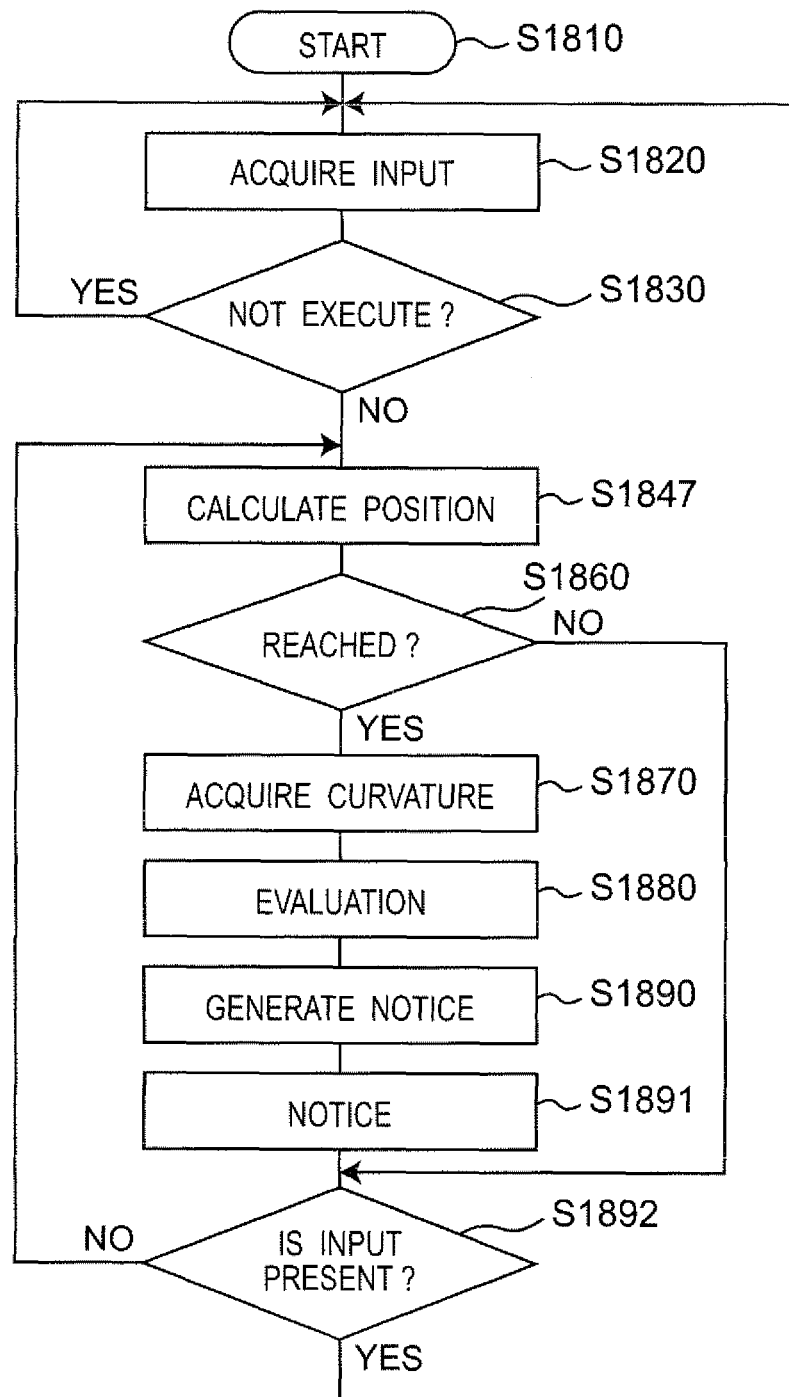 START
S1810
ACQUIRE INPUT
S1820
YES
NOT EXECUTE ?
S1830
NO
CALCULATE POSITION
S1847
S1860
REACHED ?
NO
YES
ACQUIRE CURVATURE
S1870
EVALUATION
S1880
GENERATE NOTICE
S1890
NOTICE
S1891
NO
IS INPUT
PRESENT ?
S1892
YES